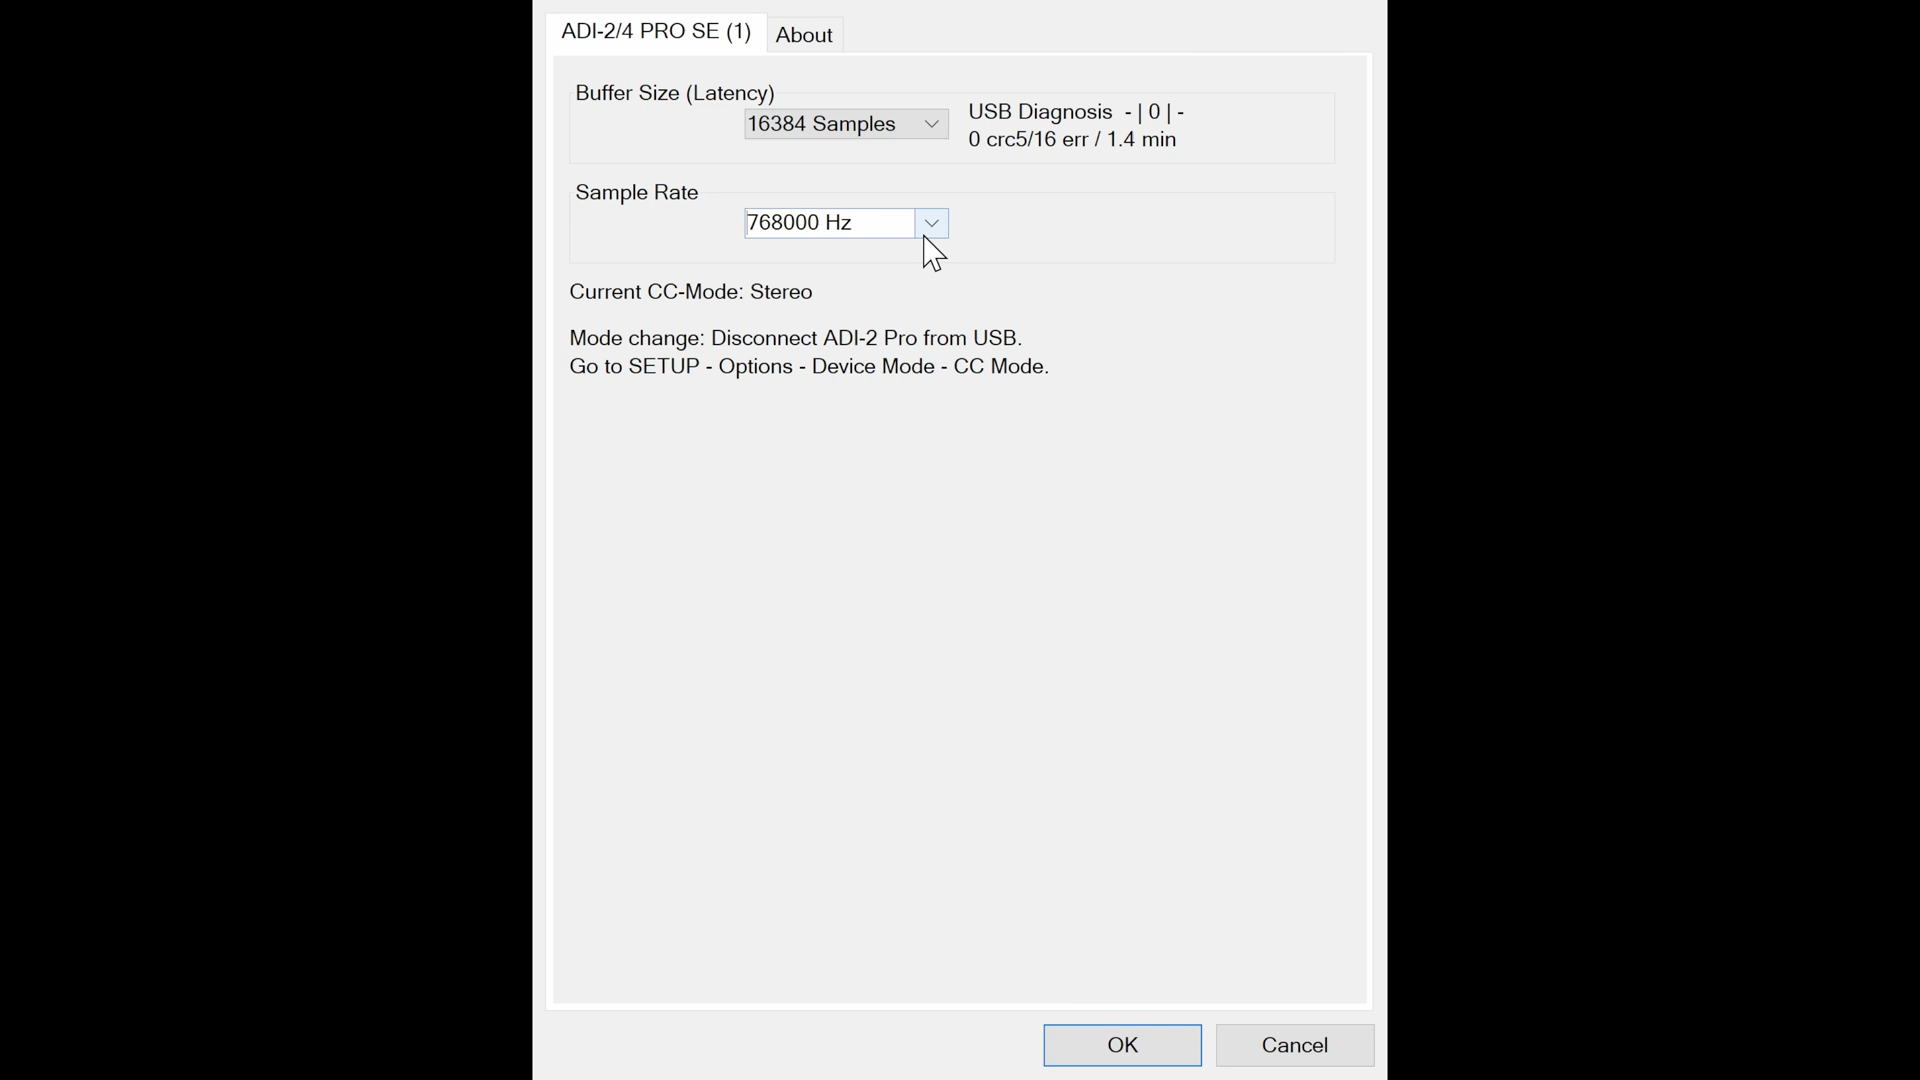 ADI-2/4 PRO SE (1)
About
Buffer Size (Latency)
16384 Samples
USB Diagnosis - | 0 | -
0 crc5/16 err / 1.4 min
Sample Rate
768000 Hz
Current CC-Mode: Stereo
Mode change: Disconnect ADI-2 Pro from USB.
Go to SETUP - Options - Device Mode - CC Mode.
OK
Cancel